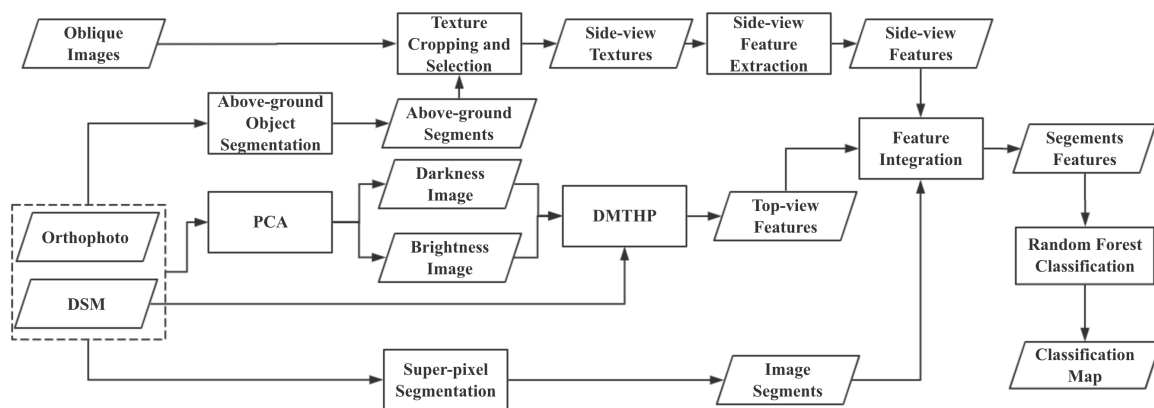 Oblique
Images
Texture
Cropping and
Selection
Side-view
Textures
Side-view
Feature
Extraction
Side-view
Features
Above-ground
Object
Segmentation
Above-ground
Segments
Feature
Integration
Segements
Features
Orthophoto
DSM
PCA
Darkness
Image
Brightness
Image
DMTHP
Top-view
Features
Random Forest
Classification
Super-pixel
Segmentation
Image
Segments
Classification
Map